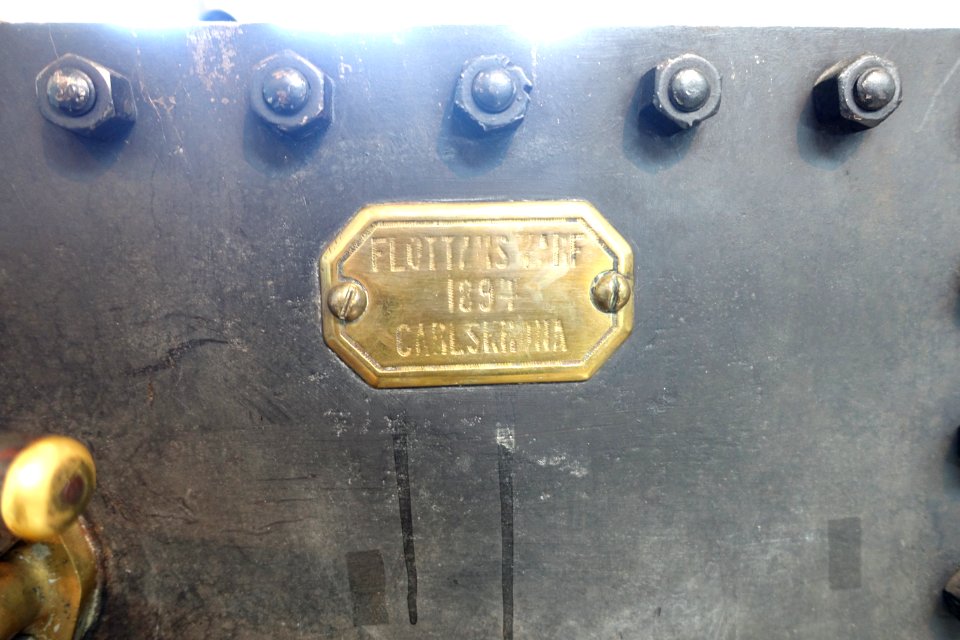 FLOTTANS VARF
1894
CARLSKRONA